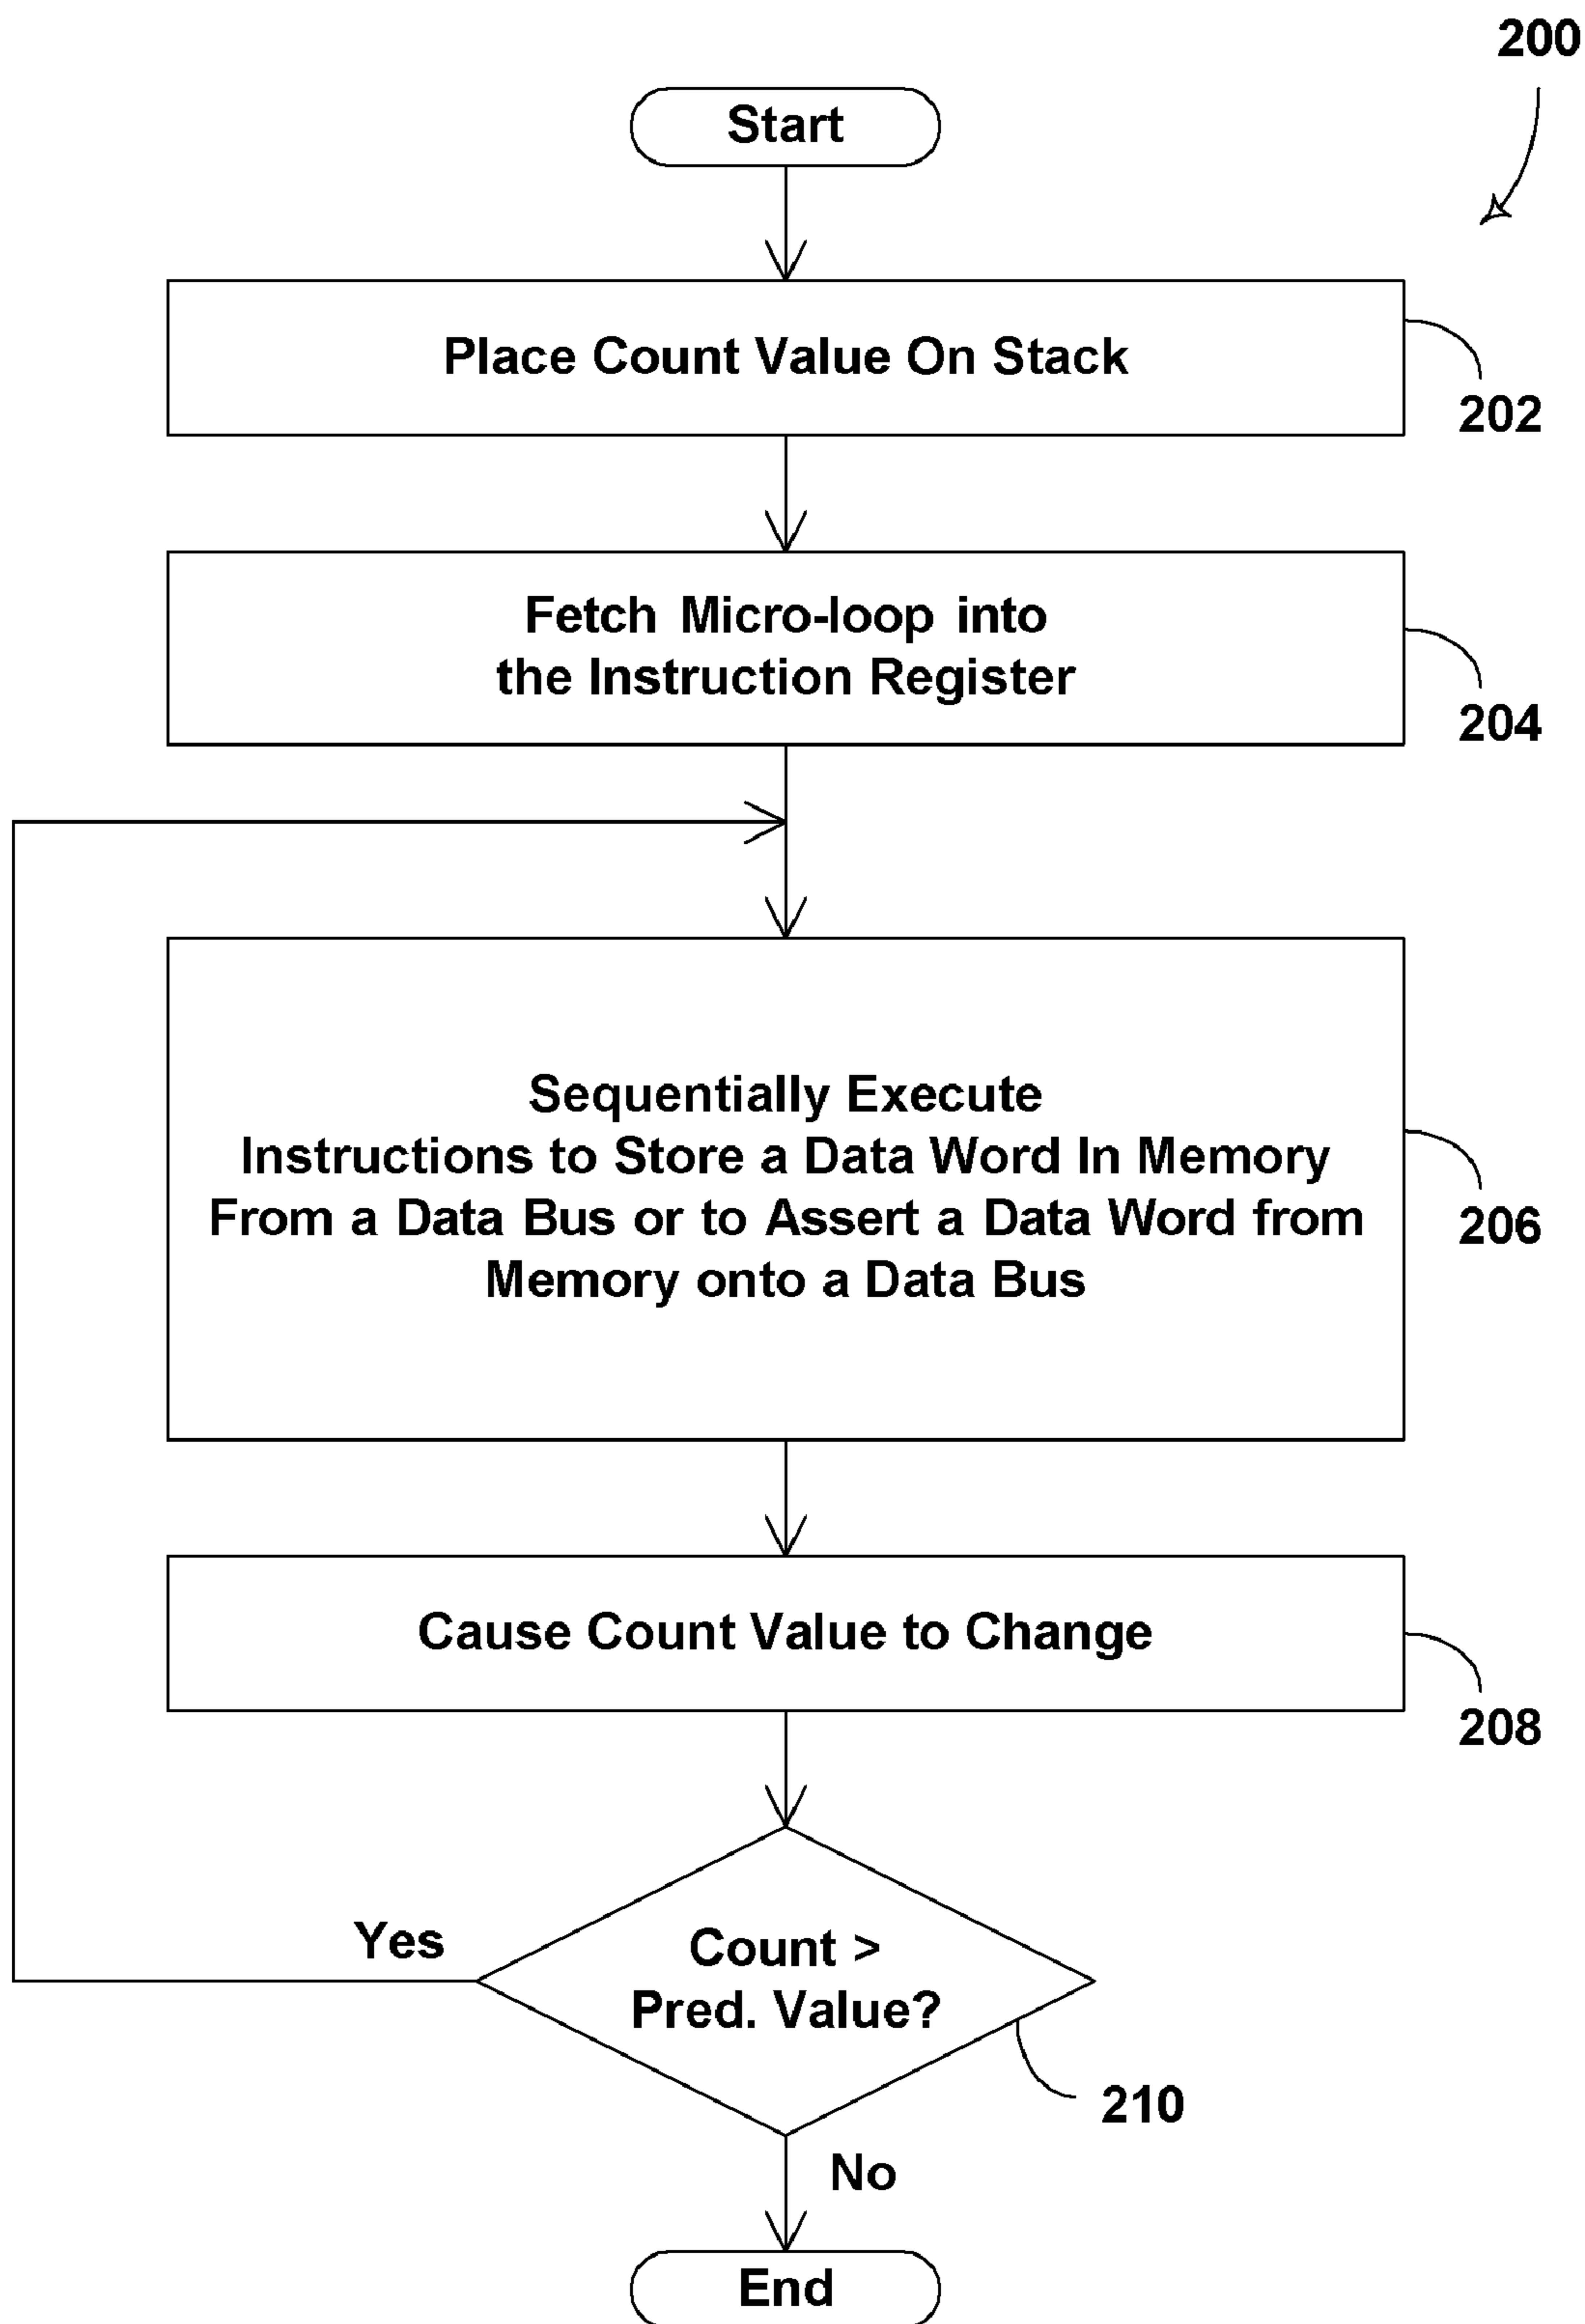 200
Start
Place Count Value On Stack
202
Fetch Micro-loop into
the Instruction Register
204
Sequentially Execute
Instructions to Store a Data Word In Memory
From a Data Bus or to Assert a Data Word from
Memory onto a Data Bus
206
Cause Count Value to Change
208
Yes
Count >
Pred. Value?
210
No
End